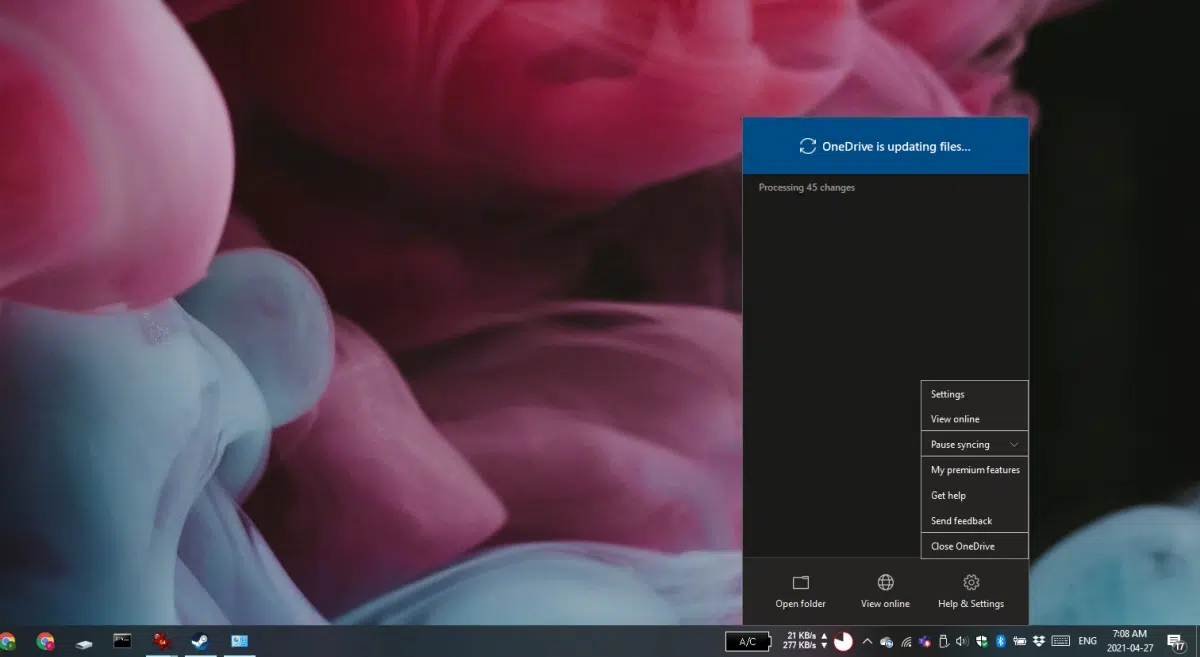 OneDrive is updating files...
Processing 45 changes
Settings
View online
Pause syncing
My premium features
Get help
Send feedback
Close OneDrive
Open folder
View online
Help & Settings
A/C
21 KB/s
277 KB/s
ENG
7:08 AM
2021-04-27
17